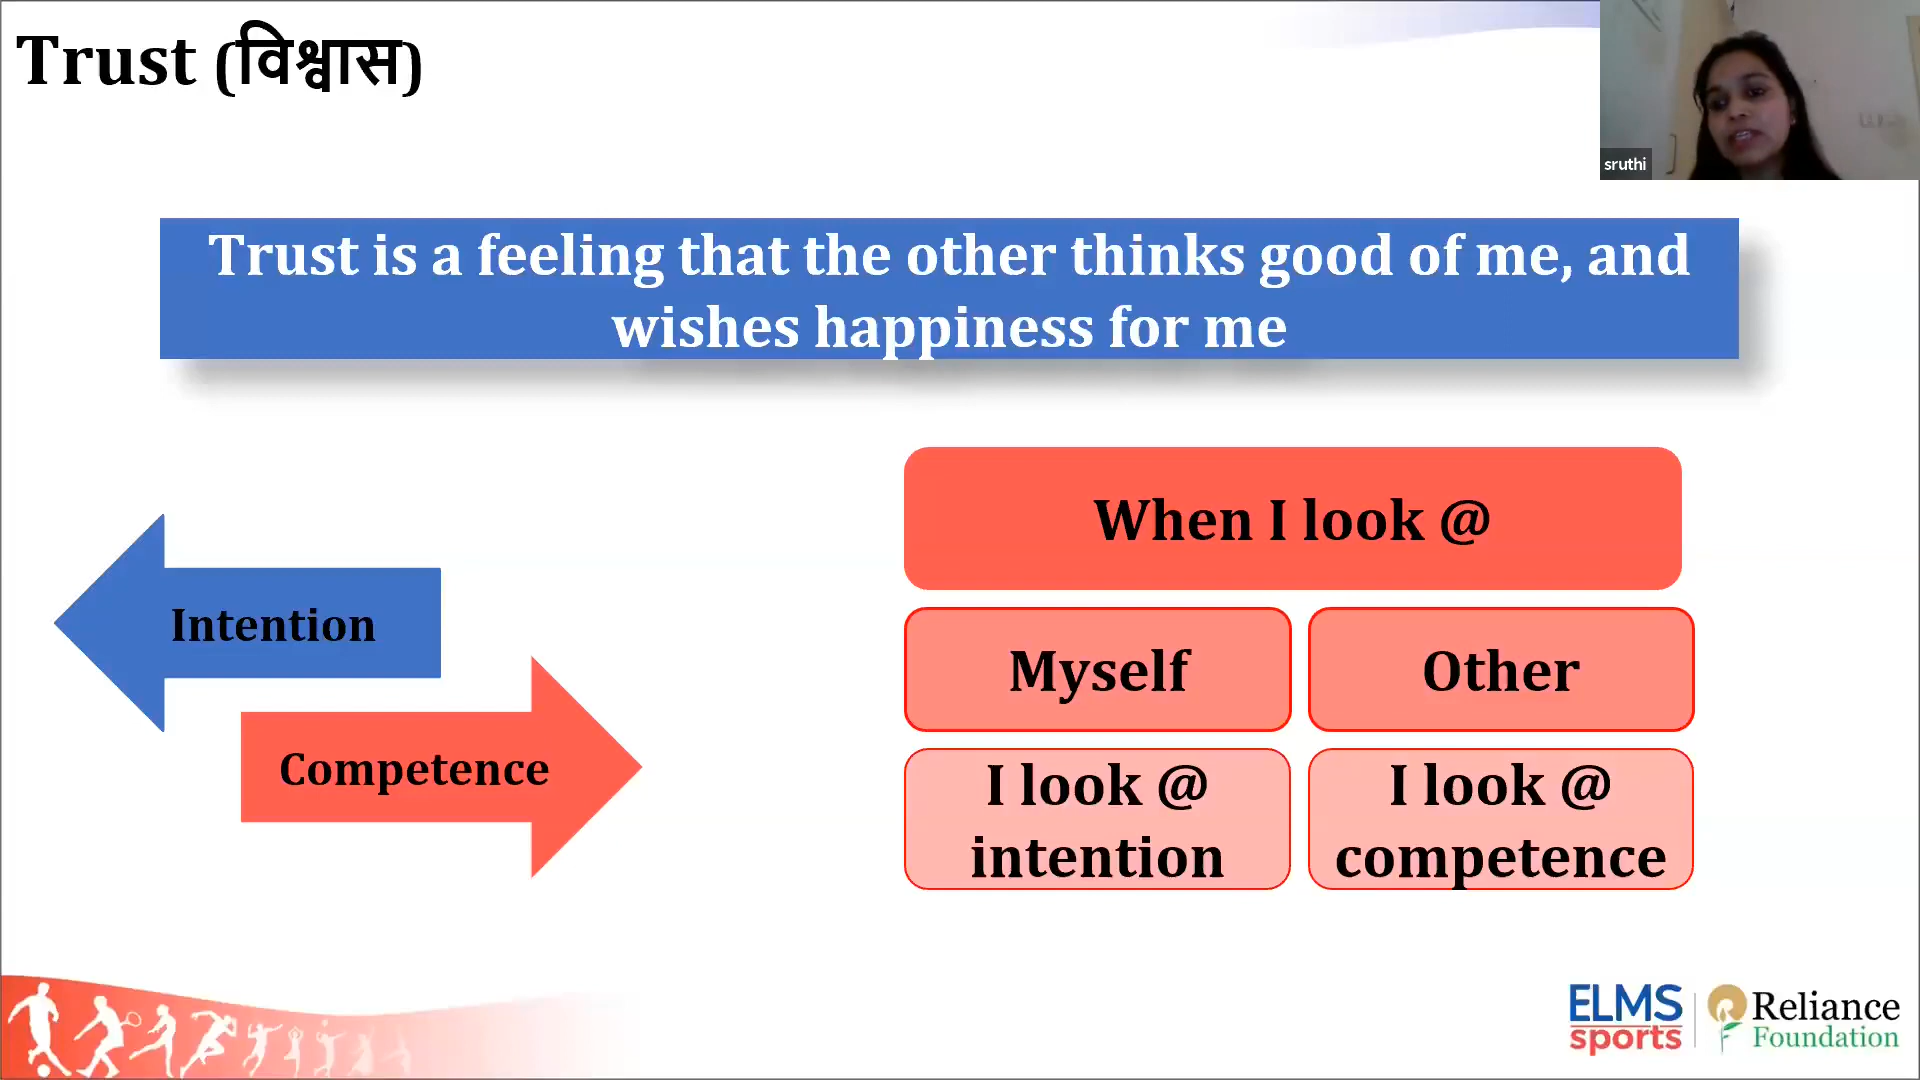 Trust (विश्वास)
sruthi
Trust is a feeling that the other thinks good of me, and
wishes happiness for me
When I look @
Intention
Myself
Other
Competence
I look @
intention
I look @
competence
ELMS
sports
Reliance
Foundation